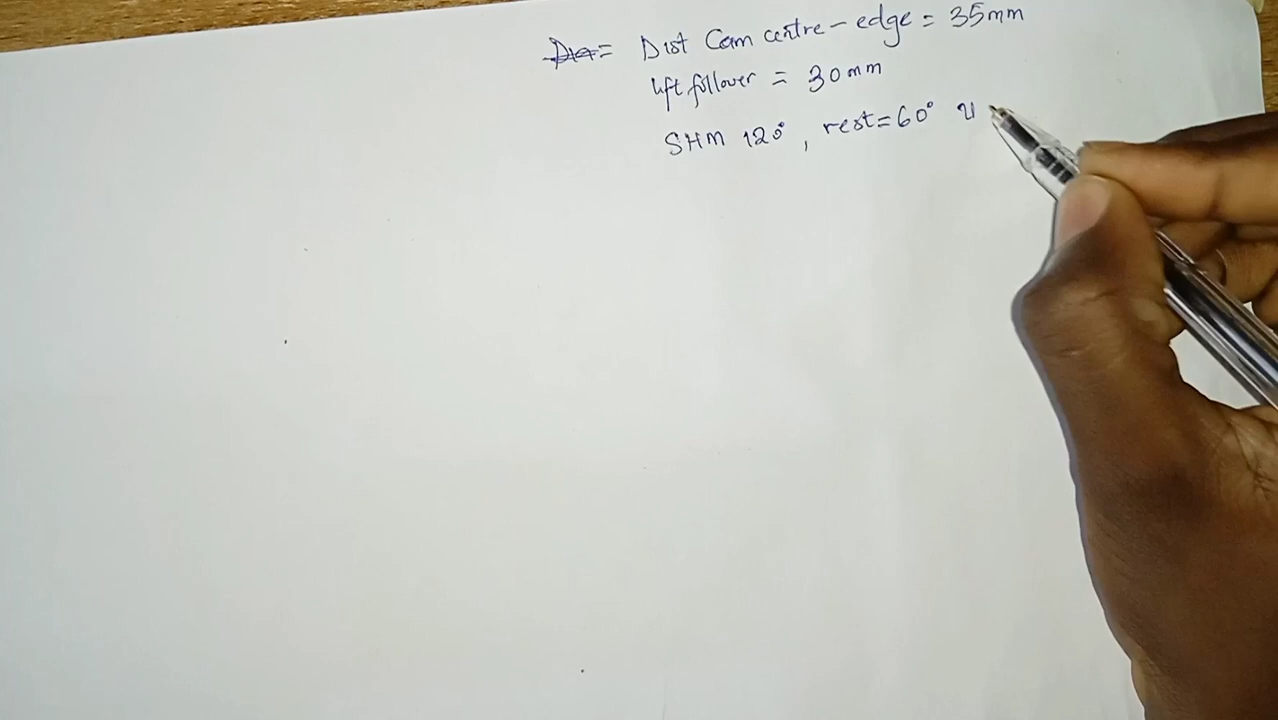 = Dist Cam centre - edge = 35mm
lift follower = 30mm
SHM 120°, rest = 60°